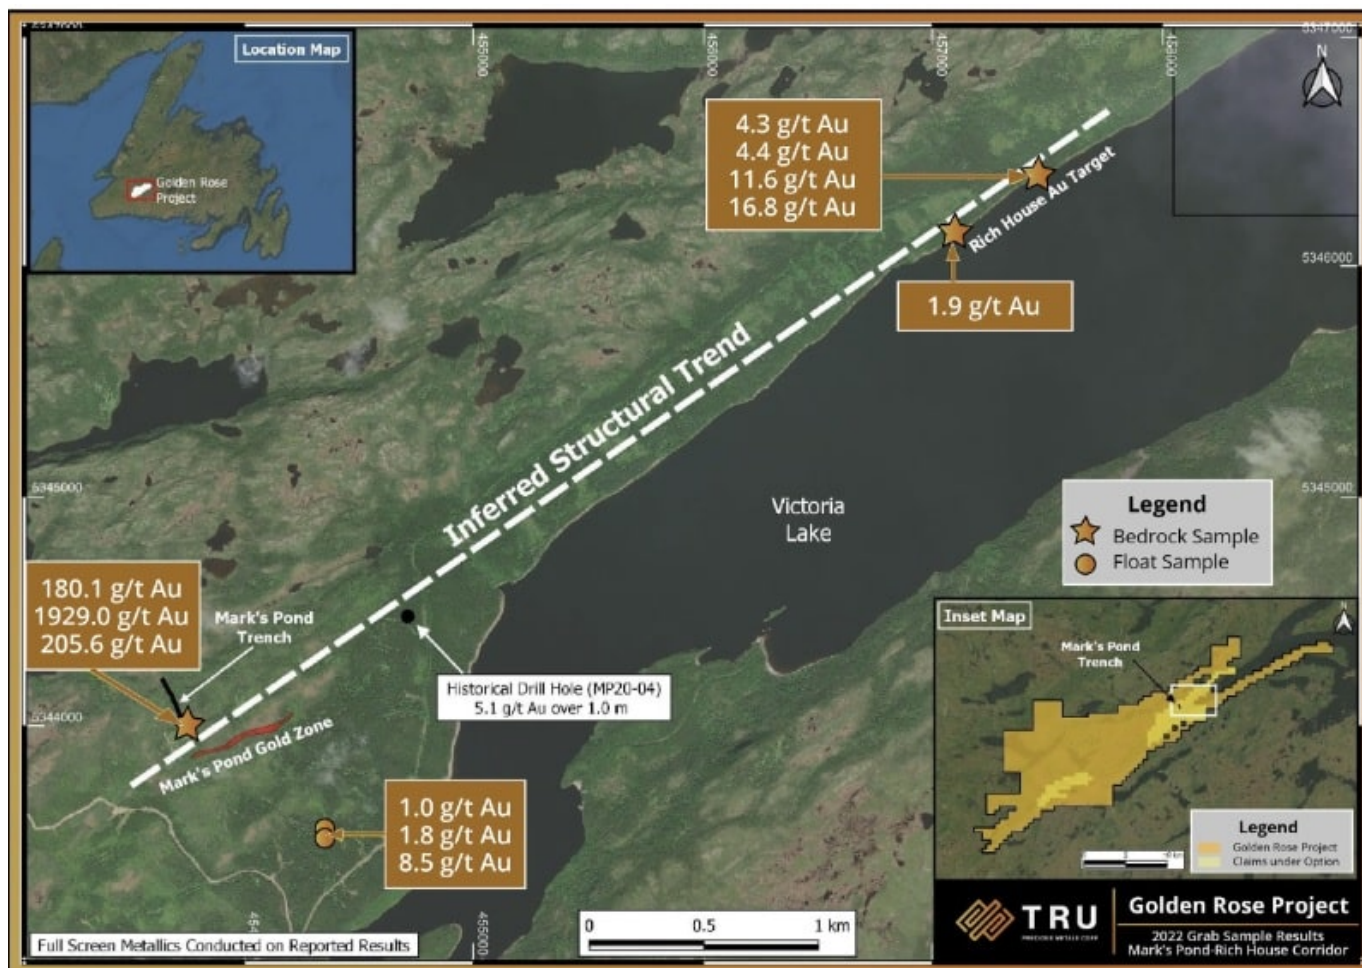 5347000
455000
456000
457000
458000
5347000
Location Map
Golden Rose
Project
N
4.3 g/t Au
4.4 g/t Au
11.6 g/t Au
16.8 g/t Au
Rich House Au Target
1.9 g/t Au
5346000
Inferred Structural Trend
5345000
5345000
Victoria
Lake
Legend
Bedrock Sample
Float Sample
180.1 g/t Au
1929.0 g/t Au
205.6 g/t Au
Mark's Pond
Trench
Historical Drill Hole (MP20-04)
5.1 g/t Au over 1.0 m
5344000
Mark's Pond Gold Zone
1.0 g/t Au
1.8 g/t Au
8.5 g/t Au
Inset Map
N
Mark's Pond
Trench
Legend
Golden Rose Project
Claims under Option
455000
0 0.5 1 km
Full Screen Metallics Conducted on Reported Results
TRU
PRECIOUS METALS CORP
Golden Rose Project
2022 Grab Sample Results
Mark's Pond-Rich House Corridor